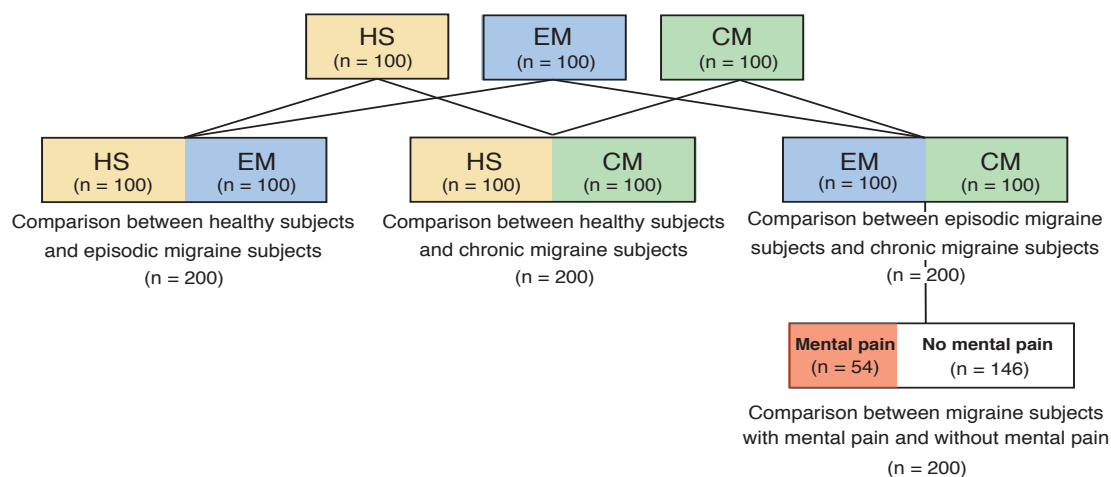 HS
(n = 100)
EM
(n = 100)
CM
(n = 100)
HS
(n = 100)
EM
(n = 100)
Comparison between healthy subjects
and episodic migraine subjects
(n = 200)
HS
(n = 100)
CM
(n = 100)
Comparison between healthy subjects
and chronic migraine subjects
(n = 200)
EM
(n = 100)
CM
(n = 100)
Comparison between episodic migraine
subjects and chronic migraine subjects
(n = 200)
Mental pain
(n = 54)
No mental pain
(n = 146)
Comparison between migraine subjects
with mental pain and without mental pain
(n = 200)